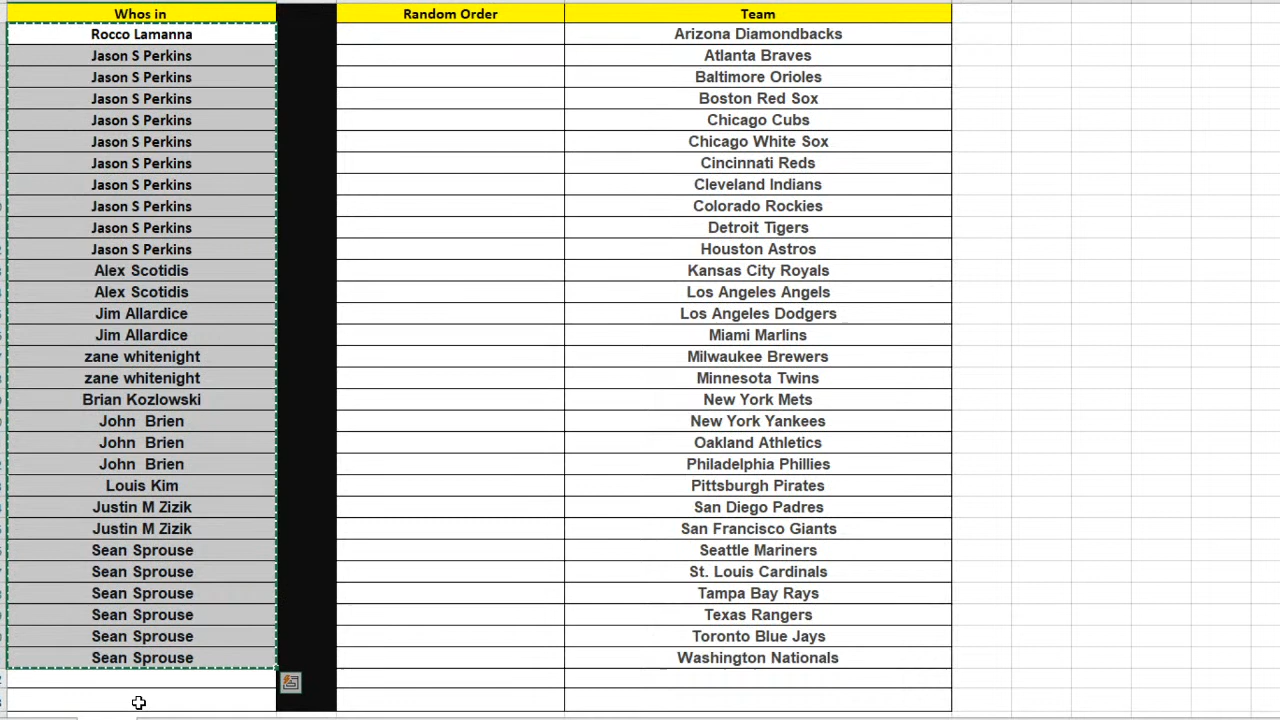 Whos in Random Order Team
Rocco Lamanna Arizona Diamondbacks
Jason S Perkins Atlanta Braves
Jason S Perkins Baltimore Orioles
Jason S Perkins Boston Red Sox
Jason S Perkins Chicago Cubs
Jason S Perkins Chicago White Sox
Jason S Perkins Cincinnati Reds
Jason S Perkins Cleveland Indians
Jason S Perkins Colorado Rockies
Jason S Perkins Detroit Tigers
Jason S Perkins Houston Astros
Alex Scotidis Kansas City Royals
Alex Scotidis Los Angeles Angels
Jim Allardice Los Angeles Dodgers
Jim Allardice Miami Marlins
zane whitenight Milwaukee Brewers
zane whitenight Minnesota Twins
Brian Kozlowski New York Mets
John Brien New York Yankees
John Brien Oakland Athletics
John Brien Philadelphia Phillies
Louis Kim Pittsburgh Pirates
Justin M Zizik San Diego Padres
Justin M Zizik San Francisco Giants
Sean Sprouse Seattle Mariners
Sean Sprouse St. Louis Cardinals
Sean Sprouse Tampa Bay Rays
Sean Sprouse Texas Rangers
Sean Sprouse Toronto Blue Jays
Sean Sprouse Washington Nationals